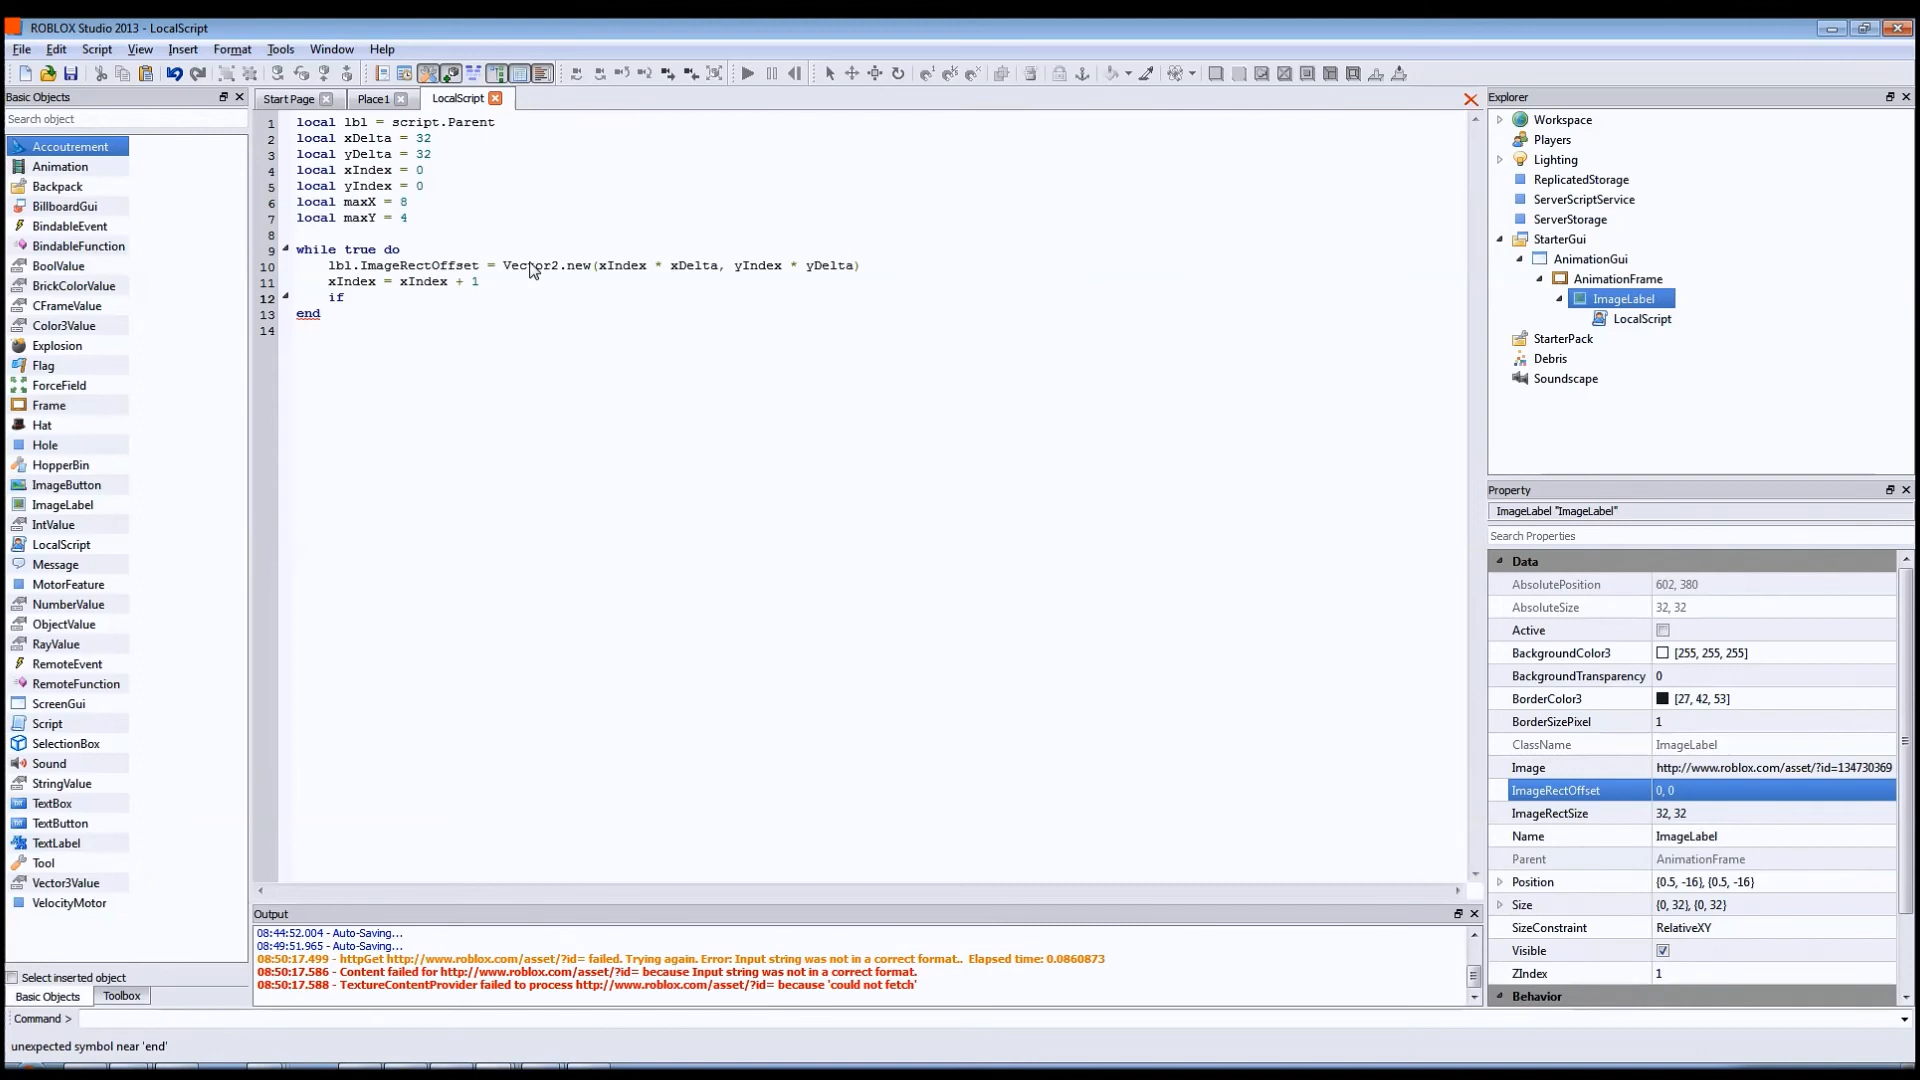 ROBLOX Studio 2013 - LocalScript
File Edit Script View Insert Format Tools Window Help
Basic Objects
Search object
Accoutrement
Animation
Backpack
BillboardGui
BindableEvent
BindableFunction
BoolValue
BrickColorValue
CFrameValue
Color3Value
Explosion
Flag
ForceField
Frame
Hat
Hole
HopperBin
ImageButton
ImageLabel
IntValue
LocalScript
Message
MotorFeature
NumberValue
ObjectValue
RayValue
RemoteEvent
RemoteFunction
ScreenGui
Script
SelectionBox
Sound
StringValue
TextBox
TextButton
TextLabel
Tool
Vector3Value
VelocityMotor
Select inserted object
Basic Objects Toolbox
Start Page Place1 LocalScript
1 local lbl = script.Parent
2 local xDelta = 32
3 local yDelta = 32
4 local xIndex = 0
5 local yIndex = 0
6 local maxX = 8
7 local maxY = 4
8
9 while true do
10 lbl.ImageRectOffset = Vector2.new(xIndex * xDelta, yIndex * yDelta)
11 xIndex = xIndex + 1
12 if
13 end
14
Output
08:44:52.004 - Auto-Saving...
08:49:51.965 - Auto-Saving...
08:50:17.499 - httpGet http://www.roblox.com/asset/?id= failed. Trying again. Error: Input string was not in a correct format.. Elapsed time: 0.0860873
08:50:17.586 - Content failed for http://www.roblox.com/asset/?id= because Input string was not in a correct format.
08:50:17.588 - TextureContentProvider failed to process http://www.roblox.com/asset/?id= because 'could not fetch'
Explorer
Workspace
Players
Lighting
ReplicatedStorage
ServerScriptService
ServerStorage
StarterGui
AnimationGui
AnimationFrame
ImageLabel
LocalScript
StarterPack
Debris
Soundscape
Property
ImageLabel "ImageLabel"
Search Properties
Data
AbsolutePosition 602, 380
AbsoluteSize 32, 32
Active
BackgroundColor3 [255, 255, 255]
BackgroundTransparency 0
BorderColor3 [27, 42, 53]
BorderSizePixel 1
ClassName ImageLabel
Image http://www.roblox.com/asset/?id=134730369
ImageRectOffset 0, 0
ImageRectSize 32, 32
Name ImageLabel
Parent AnimationFrame
Position {0.5, -16}, {0.5, -16}
Size {0, 32}, {0, 32}
SizeConstraint RelativeXY
Visible
ZIndex 1
Behavior
Command >
unexpected symbol near 'end'